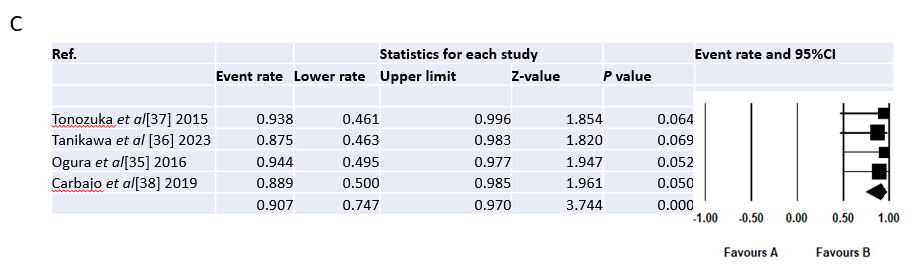 C
Ref. Statistics for each study Event rate and 95%CI
Event rate Lower rate Upper limit Z-value P value
Tonozuka et al[37] 2015 0.938 0.461 0.996 1.854 0.064
Tanikawa et al [36] 2023 0.875 0.463 0.983 1.820 0.069
Ogura et al[35] 2016 0.944 0.495 0.977 1.947 0.052
Carbajo et al[38] 2019 0.889 0.500 0.985 1.961 0.050
0.907 0.747 0.970 3.744 0.000
-1.00 -0.50 0.00 0.50 1.00
Favours A Favours B